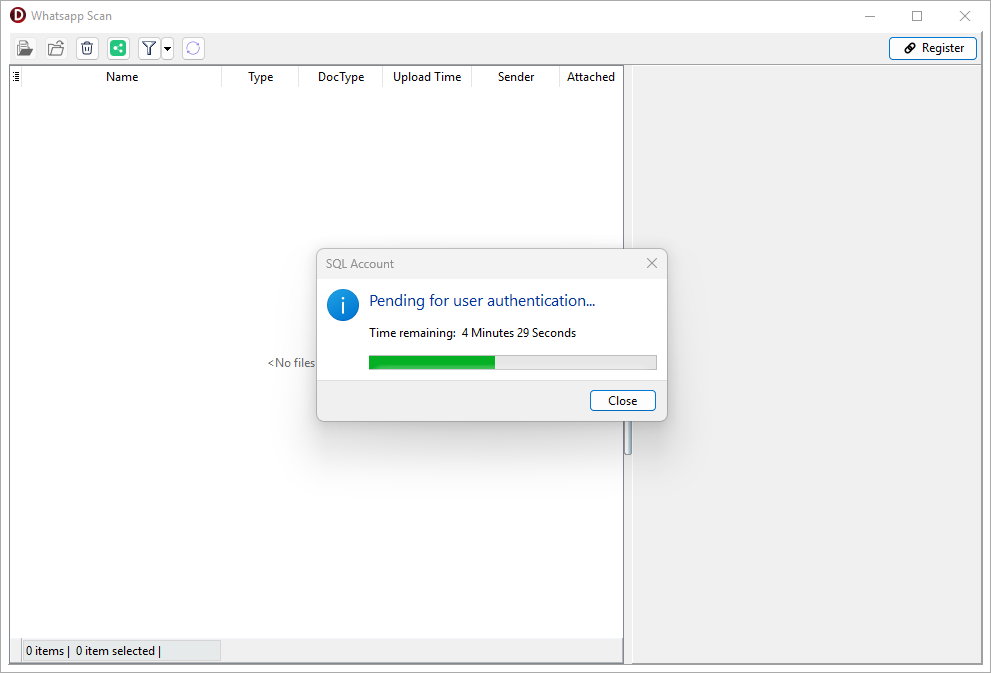 Whatsapp Scan
Register
Name Type DocType Upload Time Sender Attached
SQL Account
Pending for user authentication...
Time remaining: 4 Minutes 29 Seconds
<No files
Close
0 items | 0 item selected |